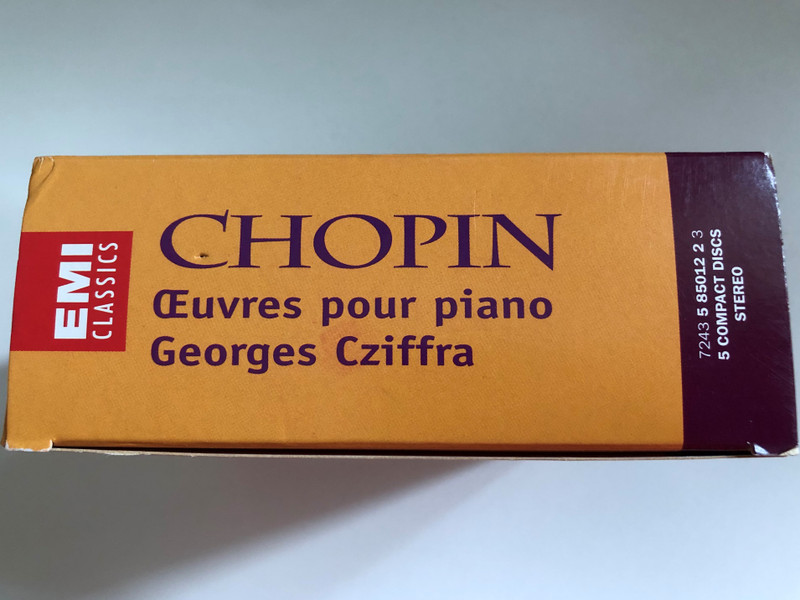 EMI
CLASSICS
CHOPIN
Œuvres pour piano
Georges Cziffra
7243 5 85012 2 3
5 COMPACT DISCS
STEREO